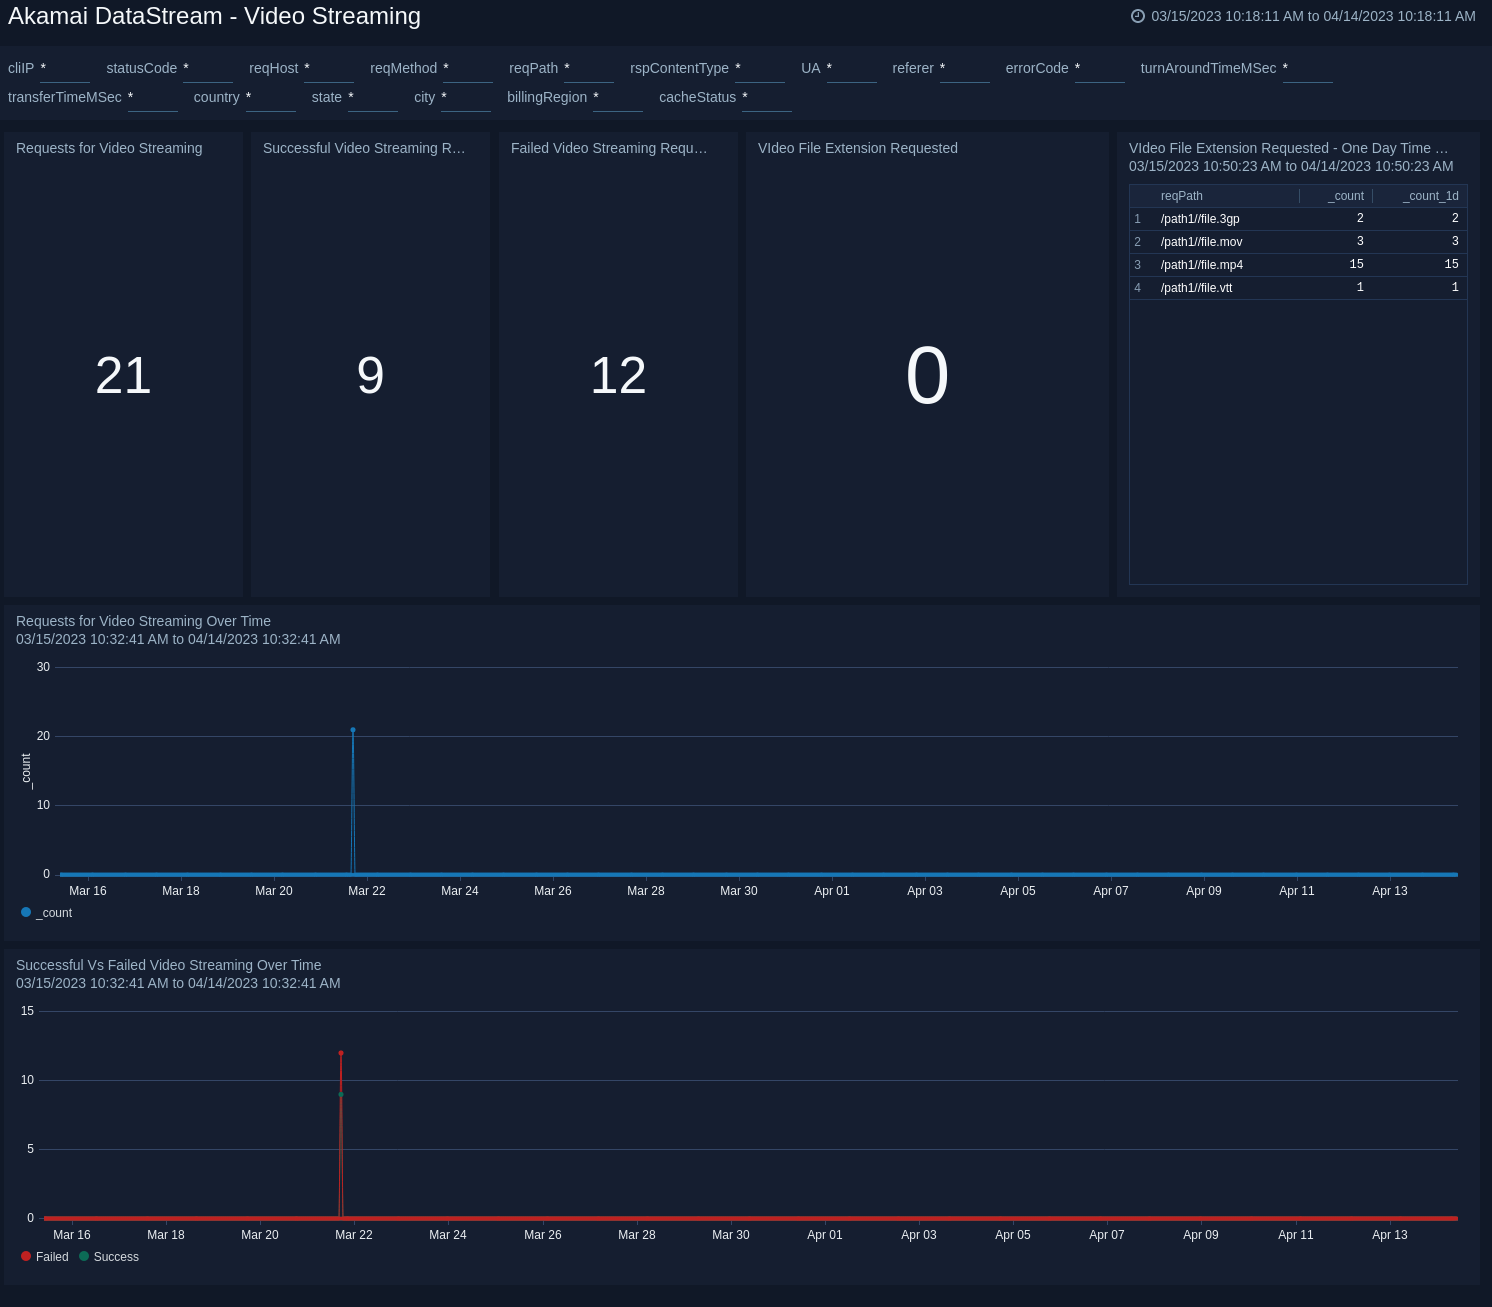 Akamai DataStream - Video Streaming
03/15/2023 10:18:11 AM to 04/14/2023 10:18:11 AM
cliIP * statusCode * reqHost * reqMethod * reqPath * rspContentType * UA * referer * errorCode * turnAroundTimeMSec *
transferTimeMSec * country * state * city * billingRegion * cacheStatus *
Requests for Video Streaming
21
Successful Video Streaming R…
9
Failed Video Streaming Requ…
12
VIdeo File Extension Requested
0
VIdeo File Extension Requested - One Day Time …
03/15/2023 10:50:23 AM to 04/14/2023 10:50:23 AM
reqPath _count _count_1d
1 /path1//file.3gp 2 2
2 /path1//file.mov 3 3
3 /path1//file.mp4 15 15
4 /path1//file.vtt 1 1
Requests for Video Streaming Over Time
03/15/2023 10:32:41 AM to 04/14/2023 10:32:41 AM
30
20
10
0
_count
Mar 16 Mar 18 Mar 20 Mar 22 Mar 24 Mar 26 Mar 28 Mar 30 Apr 01 Apr 03 Apr 05 Apr 07 Apr 09 Apr 11 Apr 13
_count
Successful Vs Failed Video Streaming Over Time
03/15/2023 10:32:41 AM to 04/14/2023 10:32:41 AM
15
10
5
0
Mar 16 Mar 18 Mar 20 Mar 22 Mar 24 Mar 26 Mar 28 Mar 30 Apr 01 Apr 03 Apr 05 Apr 07 Apr 09 Apr 11 Apr 13
Failed Success